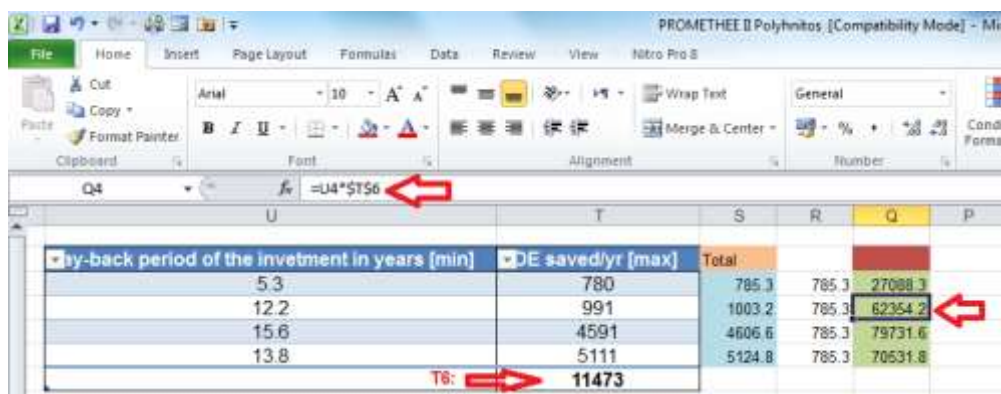 PROMETHEE II Polyhnitos [Compatibility Mode] - Mi
File Home Insert Page Layout Formulas Data Review View Nitro Pro 8
Cut
Copy
Format Painter
Paste
Clipboard
Arial 10 A A
B I U A
Font
Wrap Text
Merge & Center
Alignment
General
%
Number
Cond
Forma
Q4 fx =U4*$T$6
U T S R Q P
ay-back period of the invetment in years [min] OE saved/yr [max] Total
5.3 780 785.3 785.3 27088.3
12.2 991 1003.2 785.3 62354.2
15.6 4591 4606.6 785.3 79731.6
13.8 5111 5124.8 785.3 70531.8
T6: 11473